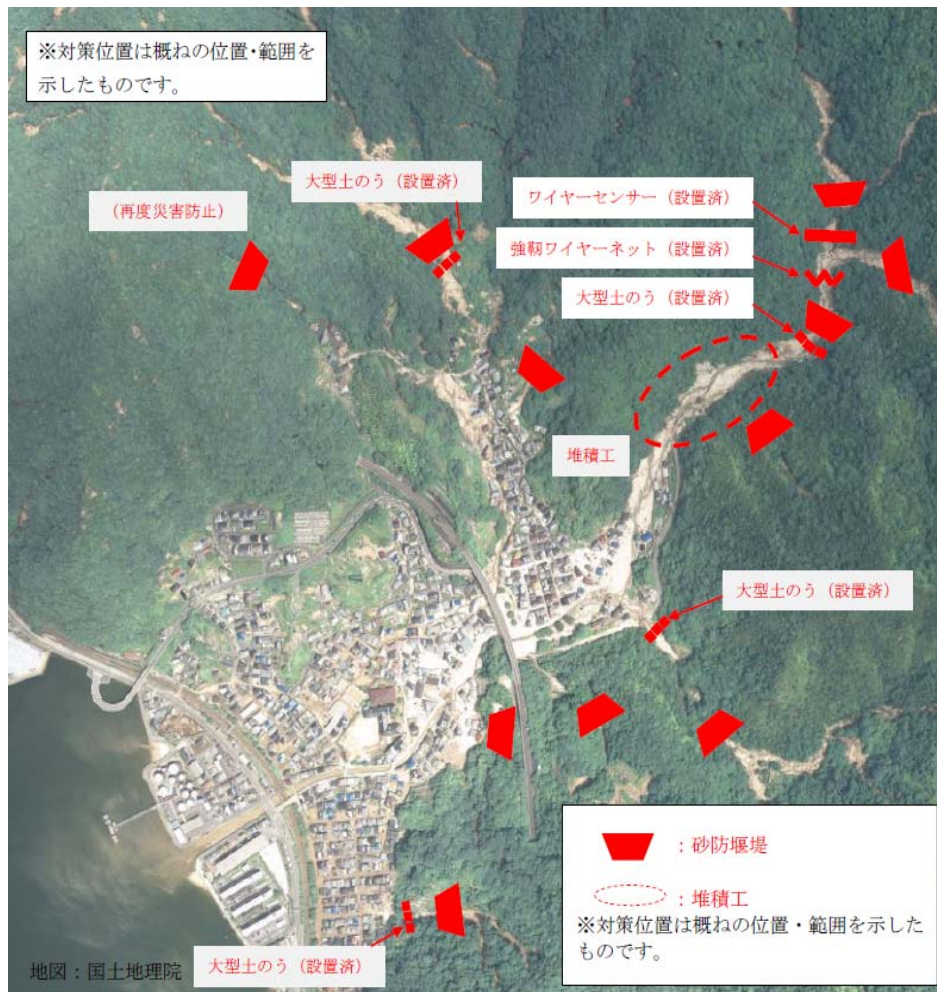 ※対策位置は概ねの位置・範囲を
示したものです。
大型土のう（設置済）
（再度災害防止）
ワイヤーセンサー（設置済）
強靭ワイヤーネット（設置済）
大型土のう（設置済）
堆積工
大型土のう（設置済）
：砂防堰堤
：堆積工
※対策位置は概ねの位置・範囲を示した
ものです。
大型土のう（設置済）
地図：国土地理院